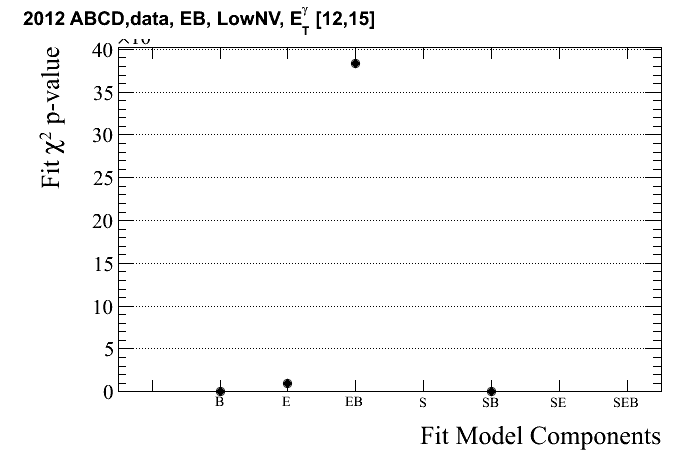 2012 ABCD,data, EB, LowNV, E_T^γ [12,15]
40
35
30
25
20
15
10
5
0
Fit χ² p-value
B E EB S SB SE SEB
Fit Model Components